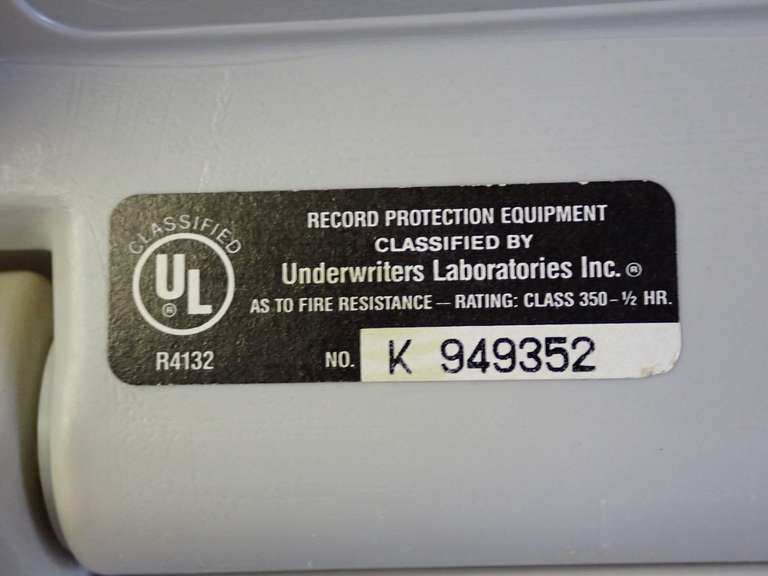 CLASSIFIED
UL ®
R4132
RECORD PROTECTION EQUIPMENT
CLASSIFIED BY
Underwriters Laboratories Inc. ®
AS TO FIRE RESISTANCE — RATING: CLASS 350 - ½ HR.
NO. K 949352